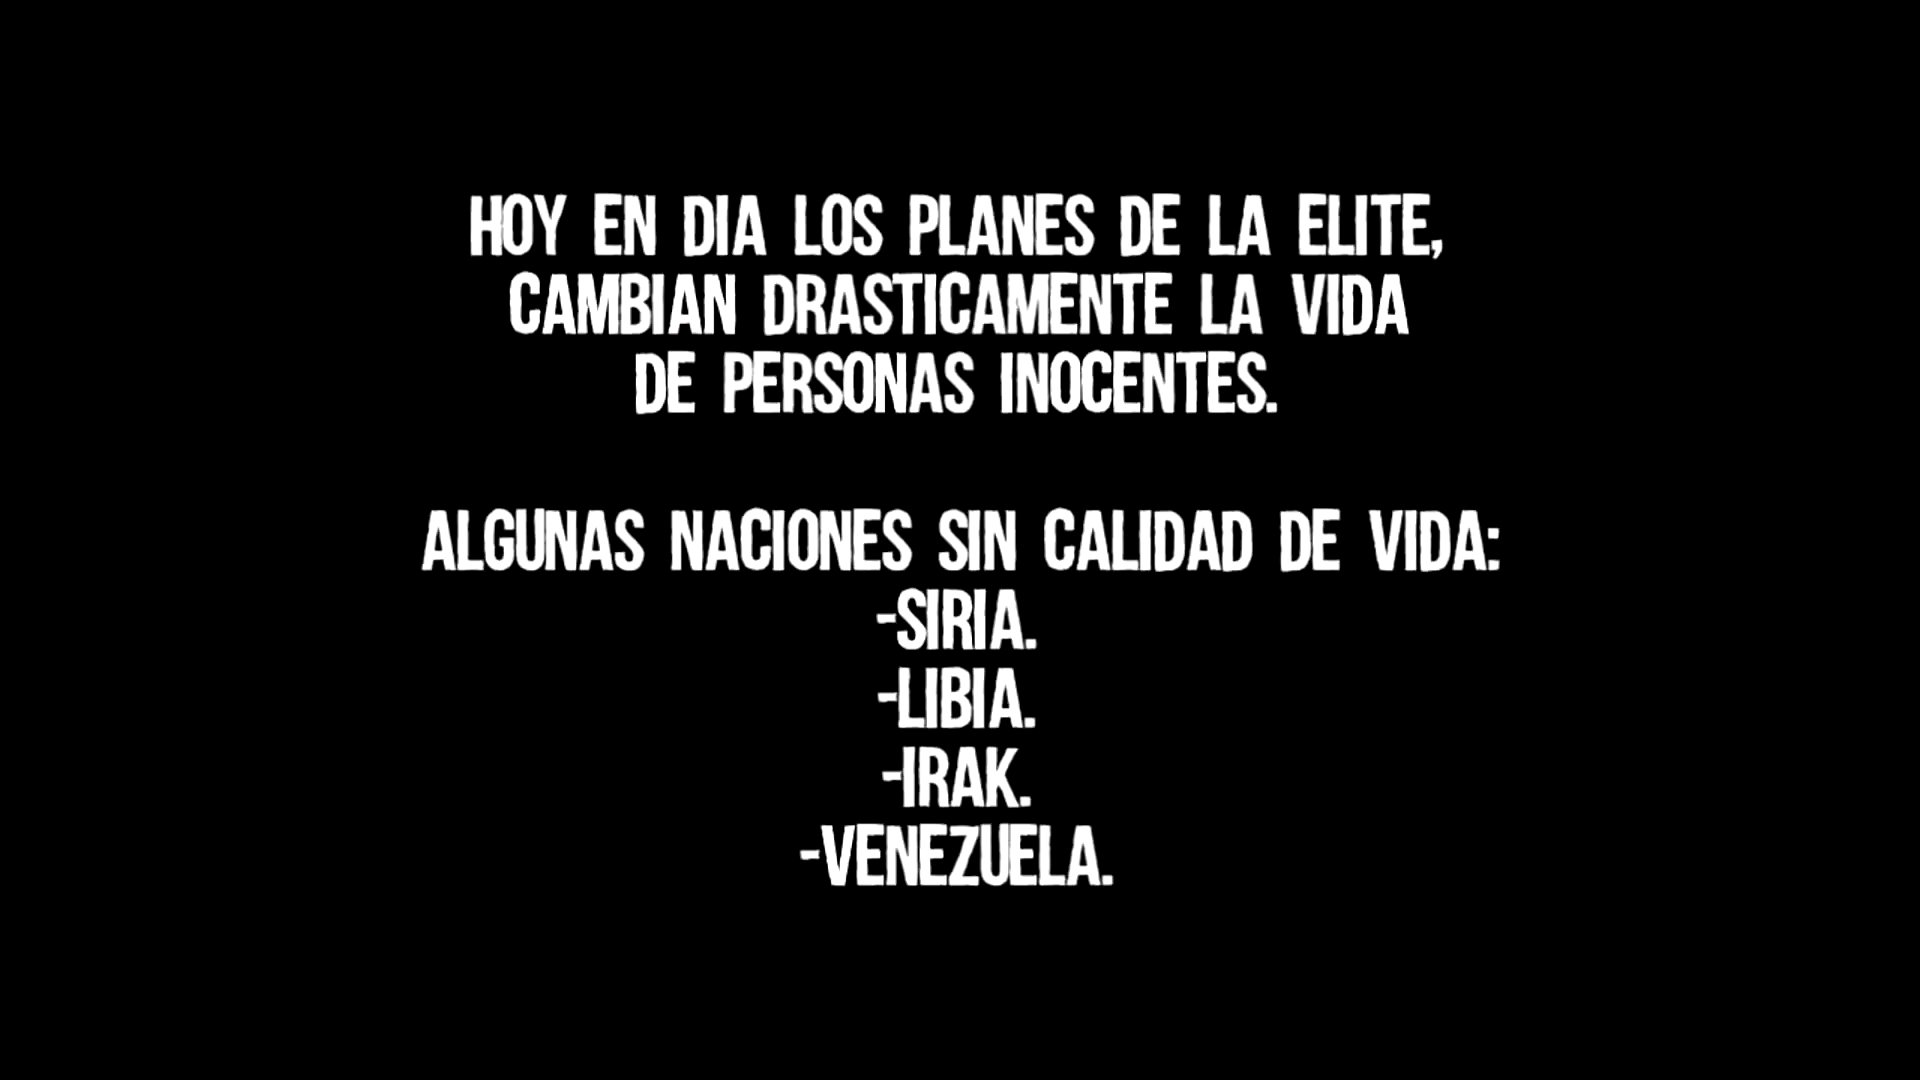 HOY EN DIA LOS PLANES DE LA ELITE,
CAMBIAN DRASTICAMENTE LA VIDA
DE PERSONAS INOCENTES.
ALGUNAS NACIONES SIN CALIDAD DE VIDA:
-SIRIA.
-LIBIA.
-IRAK.
-VENEZUELA.